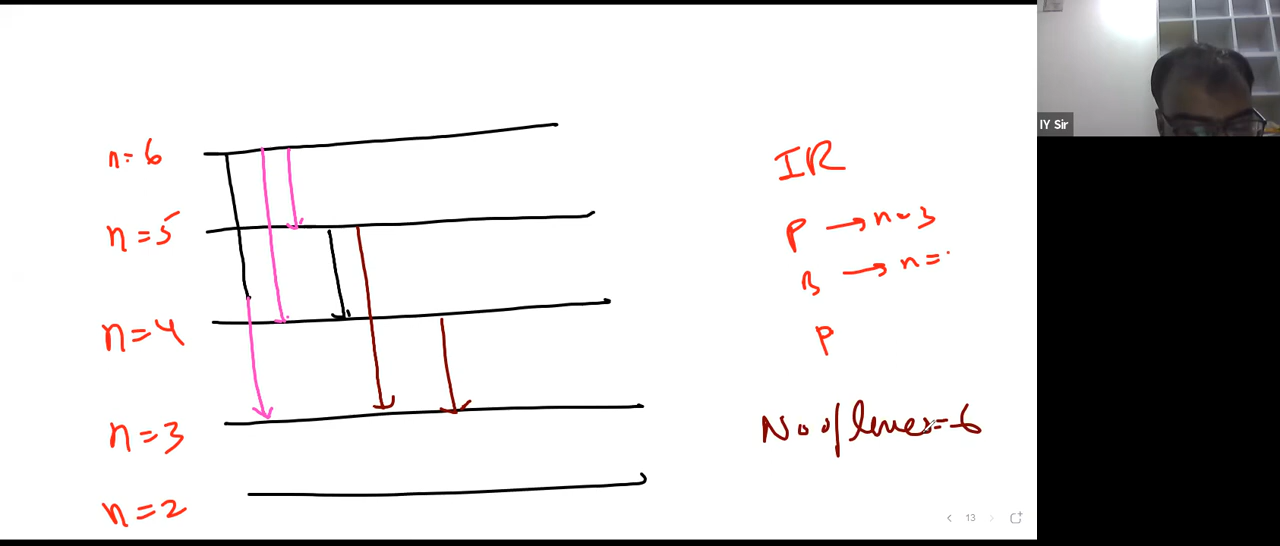 n=6
n=5
n=4
n=3
n=2
IR
P → n=3
B → n=
P
No of lines=6
IY Sir
13